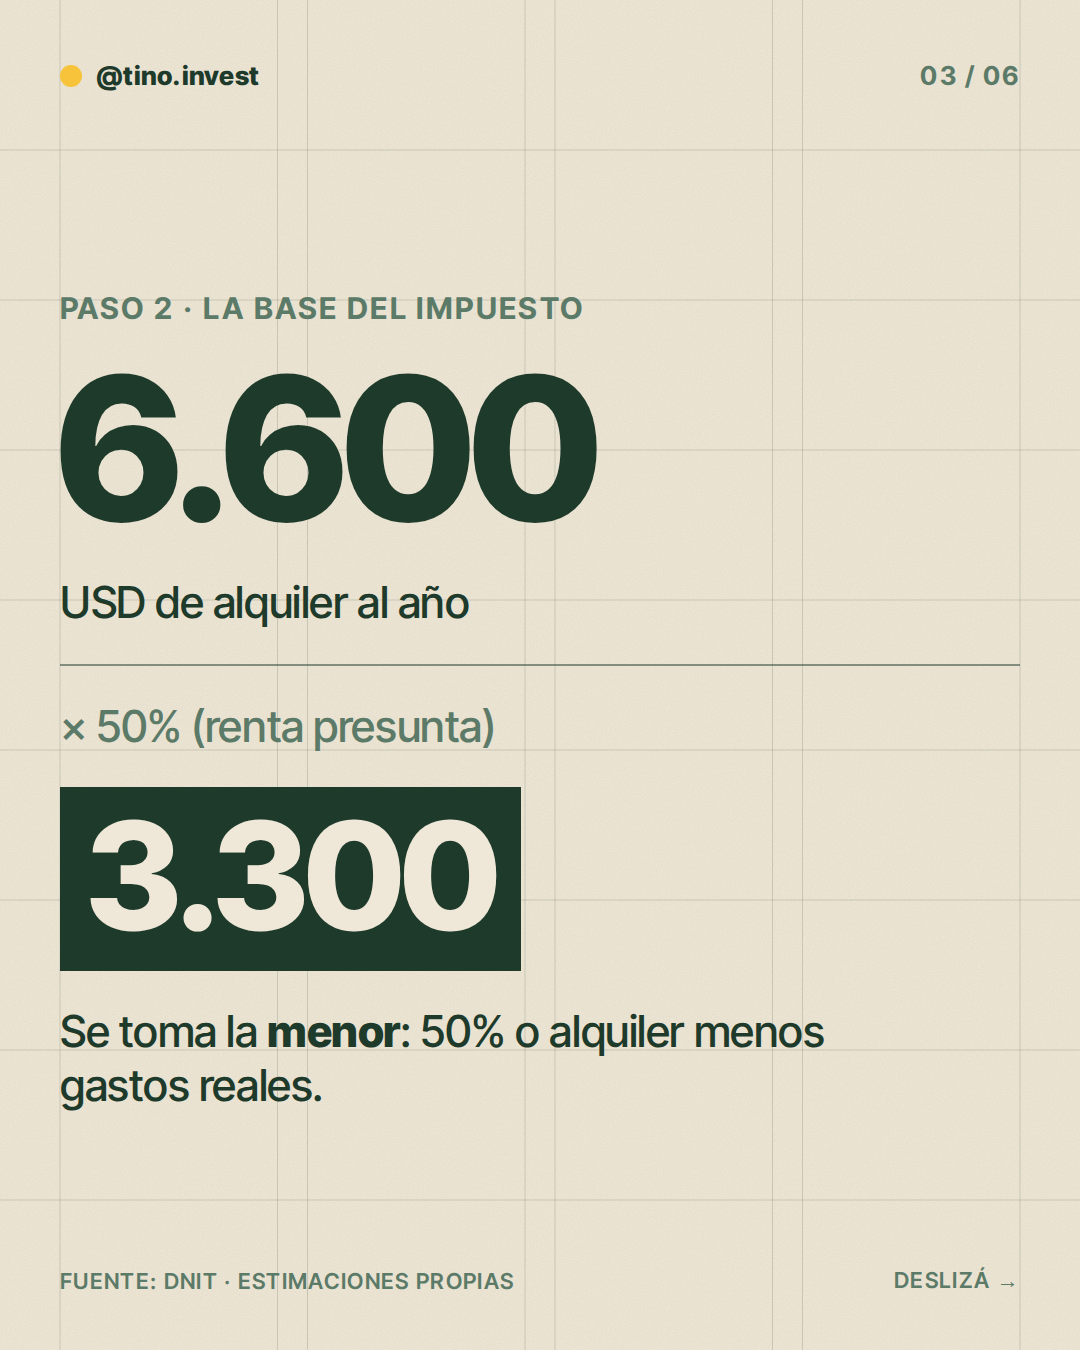 @tino.invest
03 / 06
PASO 2 · LA BASE DEL IMPUESTO
6.600
USD de alquiler al año
× 50% (renta presunta)
3.300
Se toma la menor: 50% o alquiler menos
gastos reales.
FUENTE: DNIT · ESTIMACIONES PROPIAS
DESLIZÁ →